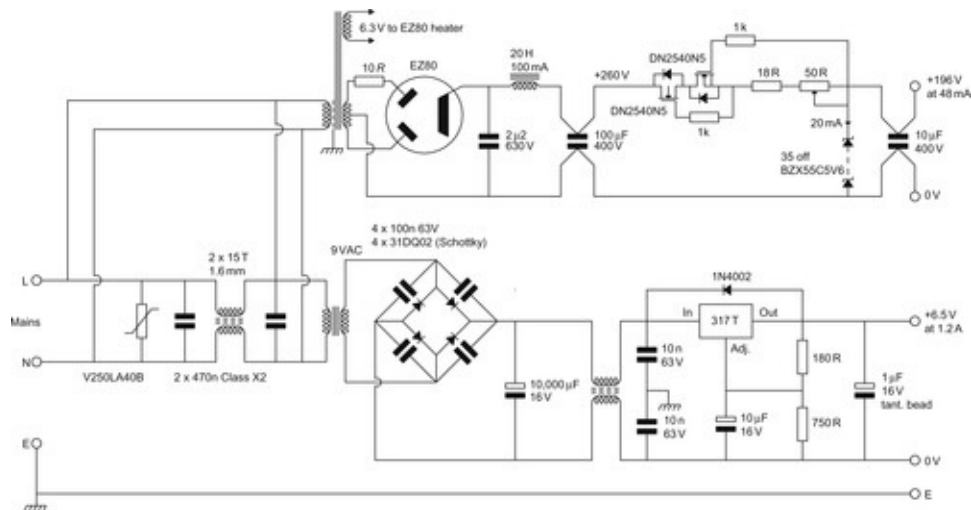 6.3V to EZ80 heater
10R
EZ80
20H
100mA
2µ2
630V
+260V
100µF
400V
DN2540N5
DN2540N5
1k
1k
18R
50R
20mA
35 off
BZX55C5V6
+196V
at 48mA
10µF
400V
0V
L
Mains
N
V250LA40B
2 x 15T
1.6mm
2 x 470n Class X2
9VAC
4 x 100n 63V
4 x 31DQ02 (Schottky)
10,000µF
16V
10n
63V
10n
63V
1N4002
In
317T
Out
Adj.
10µF
16V
180R
750R
1µF
16V
tant. bead
+6.5V
at 1.2A
0V
E
E